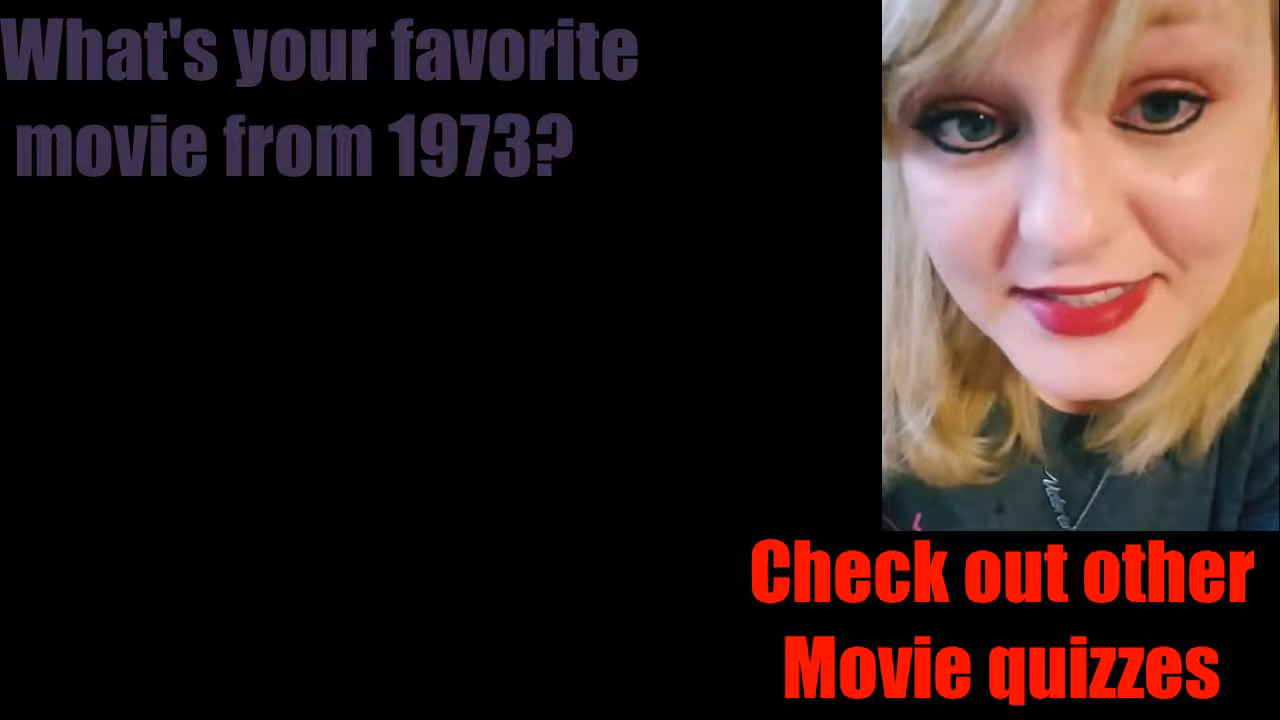 What's your favorite
movie from 1973?
Check out other
Movie quizzes